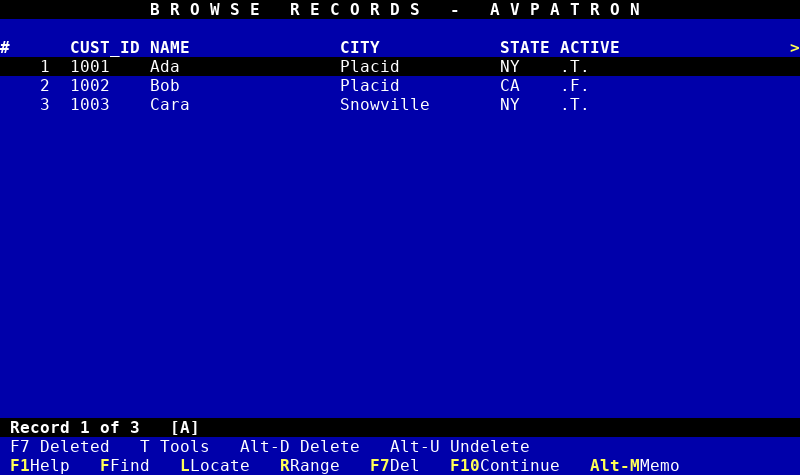 B R O W S E   R E C O R D S   -   A V P A T R O N
#      CUST_ID NAME               CITY            STATE ACTIVE                 >
    1  1001    Ada                Placid          NY    .T.
    2  1002    Bob                Placid          CA    .F.
    3  1003    Cara               Snowville       NY    .T.
Record 1 of 3   [A]
F7 Deleted   T Tools   Alt-D Delete   Alt-U Undelete
F1Help   FFind   LLocate   RRange   F7Del   F10Continue   Alt-MMemo